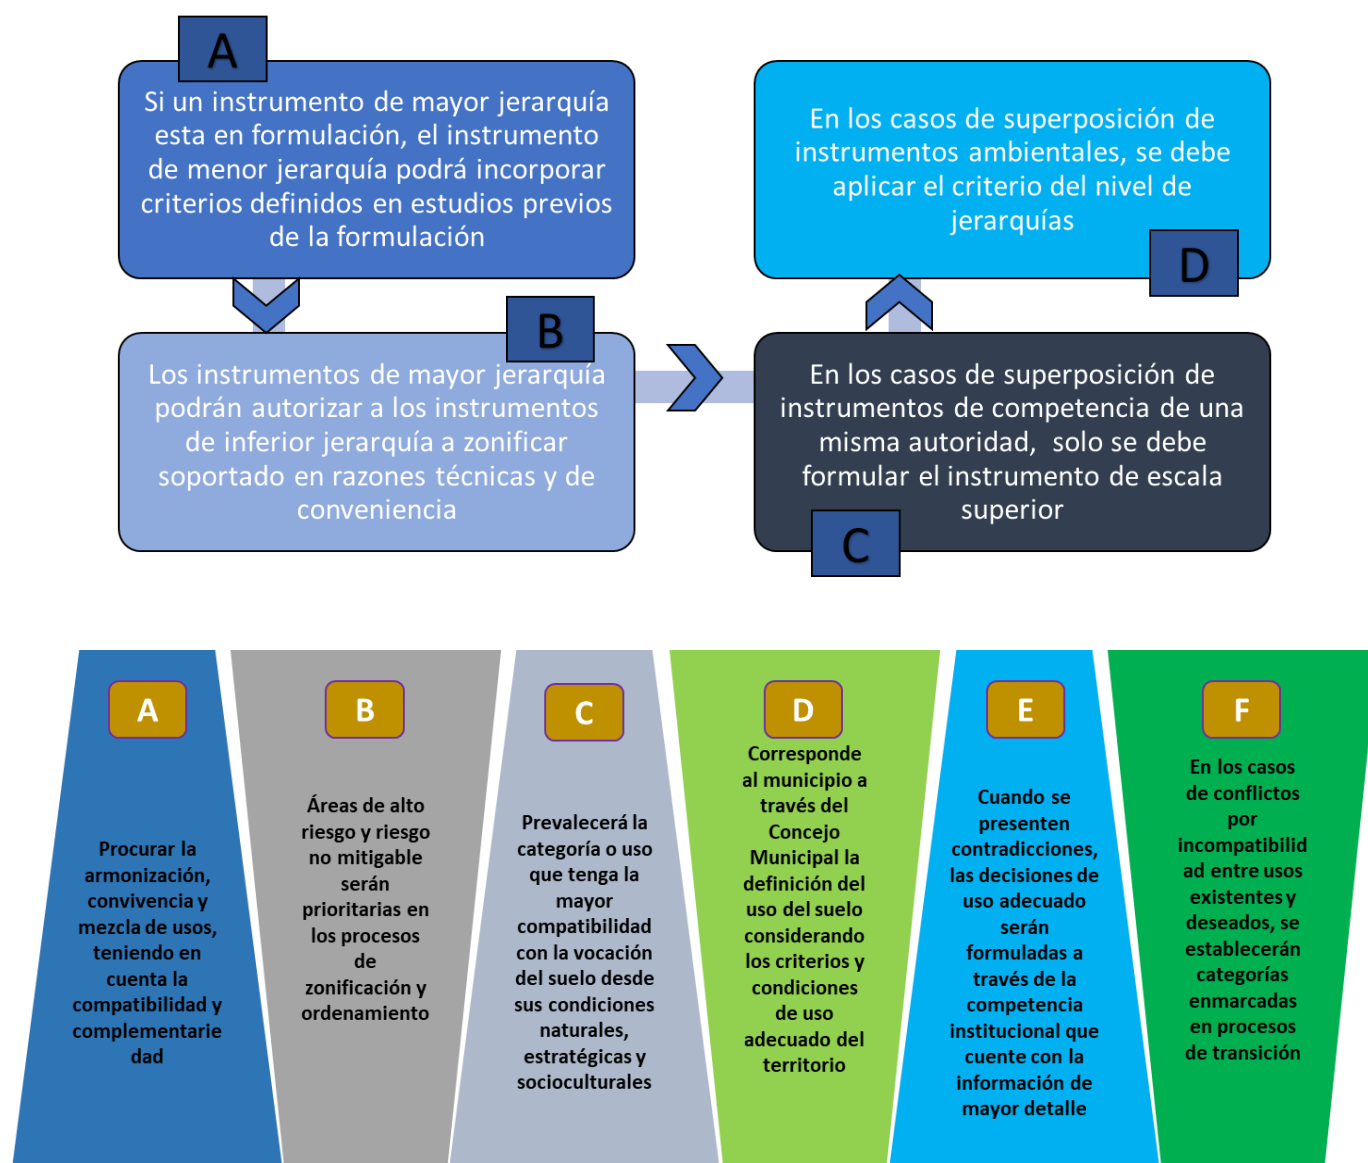 A
Si un instrumento de mayor jerarquía
esta en formulación, el instrumento
de menor jerarquía podrá incorporar
criterios definidos en estudios previos
de la formulación
B
Los instrumentos de mayor jerarquía
podrán autorizar a los instrumentos
de inferior jerarquía a zonificar
soportado en razones técnicas y de
conveniencia
En los casos de superposición de
instrumentos de competencia de una
misma autoridad, solo se debe
formular el instrumento de escala
superior
C
En los casos de superposición de
instrumentos ambientales, se debe
aplicar el criterio del nivel de
jerarquías
D
A
Procurar la
armonización,
convivencia y
mezcla de usos,
teniendo en
cuenta la
compatibilidad y
complementarie
dad
B
Áreas de alto
riesgo y riesgo
no mitigable
serán
prioritarias en
los procesos
de
zonificación y
ordenamiento
C
Prevalecerá la
categoría o uso
que tenga la
mayor
compatibilidad
con la vocación
del suelo desde
sus condiciones
naturales,
estratégicas y
socioculturales
D
Corresponde
al municipio a
través del
Concejo
Municipal la
definición del
uso del suelo
considerando
los criterios y
condiciones
de uso
adecuado del
territorio
E
Cuando se
presenten
contradicciones,
las decisiones de
uso adecuado
serán
formuladas a
través de la
competencia
institucional que
cuente con la
información de
mayor detalle
F
En los casos
de conflictos
por
incompatibilid
ad entre usos
existentes y
deseados, se
establecerán
categorías
enmarcadas
en procesos
de transición